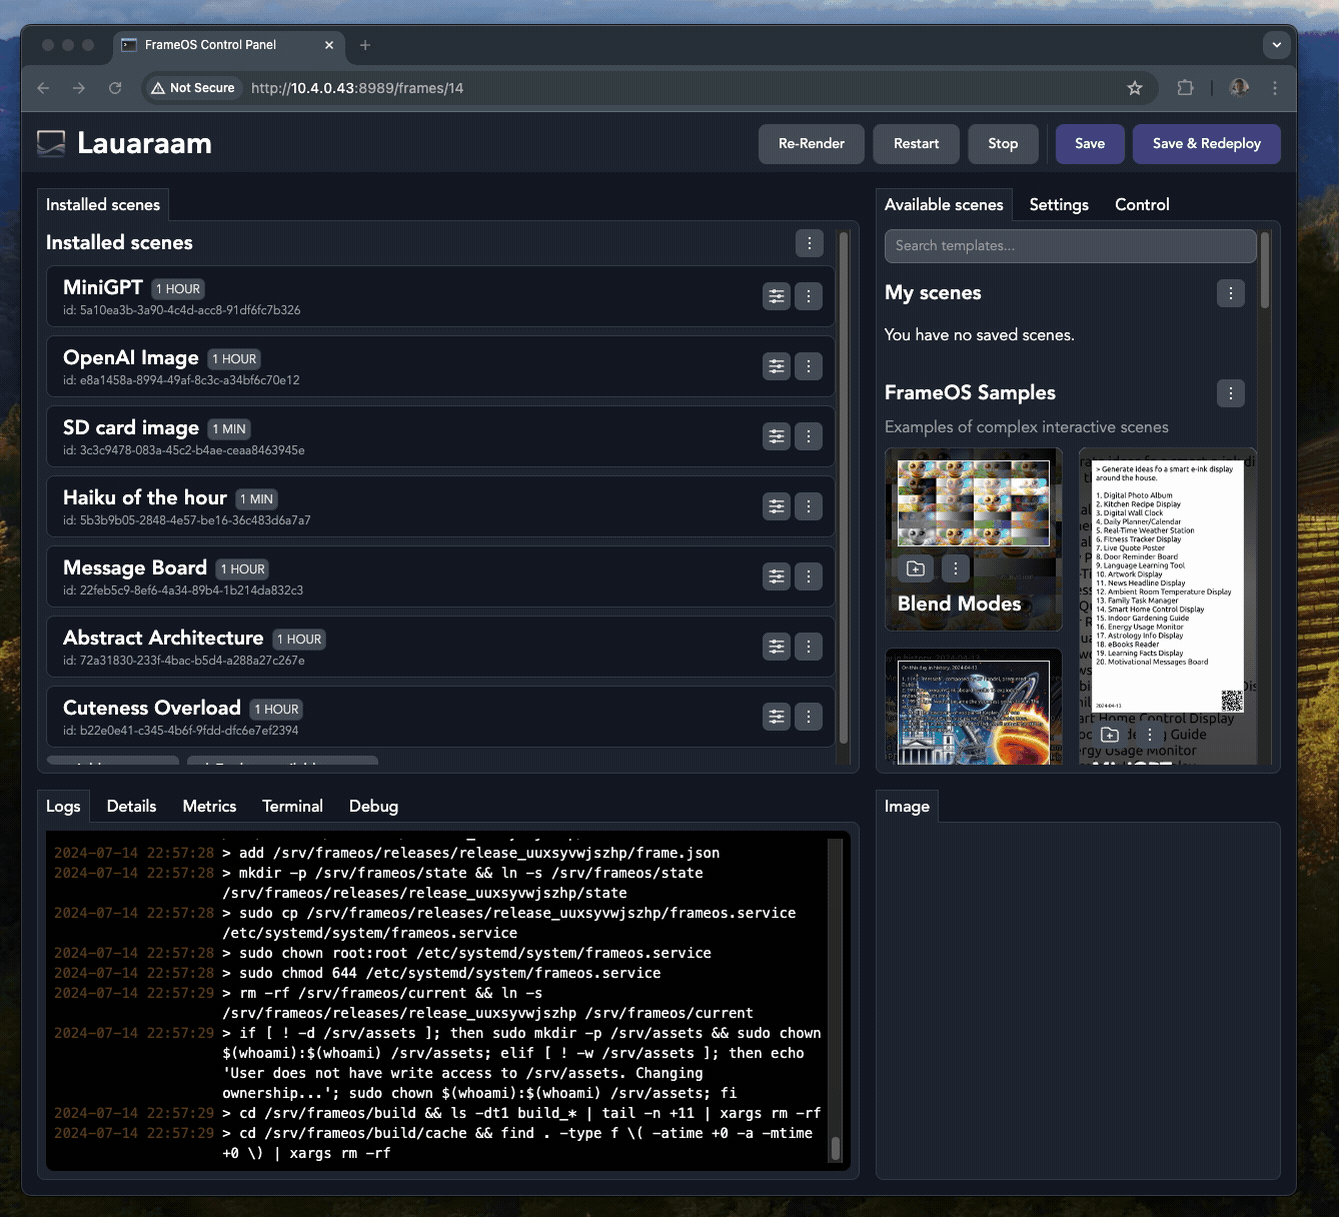 FrameOS Control Panel
Not Secure
http://10.4.0.43:8989/frames/14
Lauaraam
Re-Render
Restart
Stop
Save
Save & Redeploy
Installed scenes
Installed scenes
MiniGPT 1 HOUR
id: 5a10ea3b-3a90-4c4d-acc8-91df6fc7b326
OpenAI Image 1 HOUR
id: e8a1458a-8994-49af-8c3c-a34bf6c70e12
SD card image 1 MIN
id: 3c3c9478-083a-45c2-b4ae-ceaa8463945e
Haiku of the hour 1 MIN
id: 5b3b9b05-2848-4e57-be16-36c483d6a7a7
Message Board 1 HOUR
id: 22feb5c9-8ef6-4a34-89b4-1b214da832c3
Abstract Architecture 1 HOUR
id: 72a31830-233f-4bac-b5d4-a288a27c267e
Cuteness Overload 1 HOUR
id: b22e0e41-c345-4b6f-9fdd-dfc6e7ef2394
Available scenes
Settings
Control
Search templates...
My scenes
You have no saved scenes.
FrameOS Samples
Examples of complex interactive scenes
Blend Modes
> Generate ideas fo a smart e-ink display
around the house.
1. Digital Photo Album
2. Kitchen Recipe Display
3. Digital Wall Clock
4. Daily Planner/Calendar
5. Real-Time Weather Station
6. Fitness Tracker Display
7. Live Quote Poster
8. Door Reminder Board
9. Language Learning Tool
10. Artwork Display
11. News Headline Display
12. Ambient Room Temperature Display
13. Family Task Manager
14. Smart Home Control Display
15. Indoor Gardening Guide
16. Energy Usage Monitor
17. Astrology Info Display
18. eBooks Reader
19. Learning Facts Display
20. Motivational Messages Board
2024-04-13
Home Control Display
Guide
Usage Monitor
MiniGPT
On this day in history, 2024-04-13
Logs
Details
Metrics
Terminal
Debug
2024-07-14 22:57:28 > add /srv/frameos/releases/release_uuxsyvwjszhp/frame.json
2024-07-14 22:57:28 > mkdir -p /srv/frameos/state && ln -s /srv/frameos/state
/srv/frameos/releases/release_uuxsyvwjszhp/state
2024-07-14 22:57:28 > sudo cp /srv/frameos/releases/release_uuxsyvwjszhp/frameos.service
/etc/systemd/system/frameos.service
2024-07-14 22:57:28 > sudo chown root:root /etc/systemd/system/frameos.service
2024-07-14 22:57:28 > sudo chmod 644 /etc/systemd/system/frameos.service
2024-07-14 22:57:29 > rm -rf /srv/frameos/current && ln -s
/srv/frameos/releases/release_uuxsyvwjszhp /srv/frameos/current
2024-07-14 22:57:29 > if [ ! -d /srv/assets ]; then sudo mkdir -p /srv/assets && sudo chown
$(whoami):$(whoami) /srv/assets; elif [ ! -w /srv/assets ]; then echo
'User does not have write access to /srv/assets. Changing
ownership...'; sudo chown $(whoami):$(whoami) /srv/assets; fi
2024-07-14 22:57:29 > cd /srv/frameos/build && ls -dt1 build_* | tail -n +11 | xargs rm -rf
2024-07-14 22:57:29 > cd /srv/frameos/build/cache && find . -type f \( -atime +0 -a -mtime
+0 \) | xargs rm -rf
Image